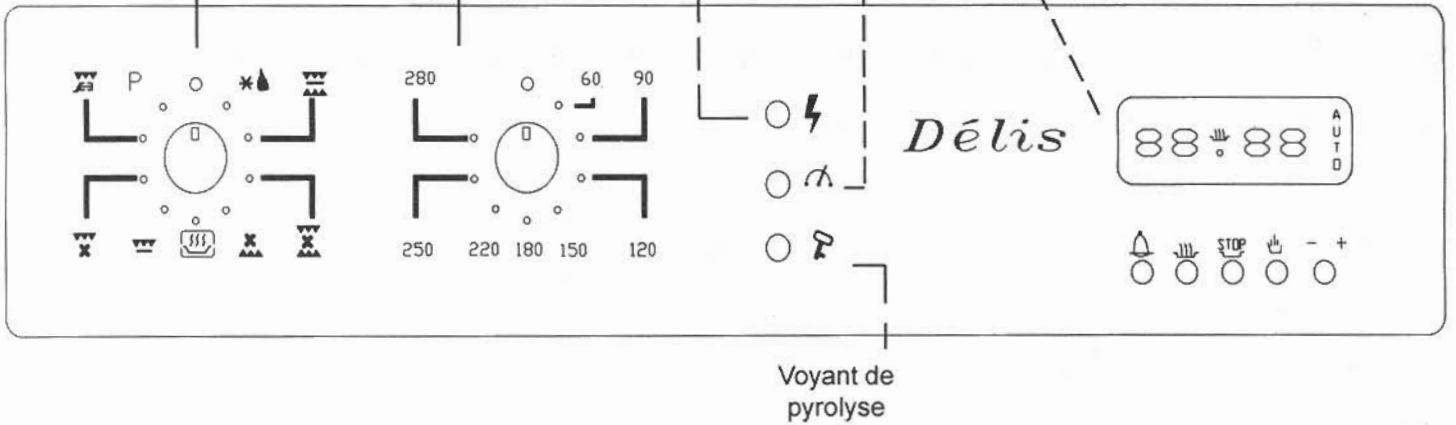 P
280 60 90
Délis
88 88
AUTO
STOP
- +
250 220 180 150 120
Voyant de
pyrolyse